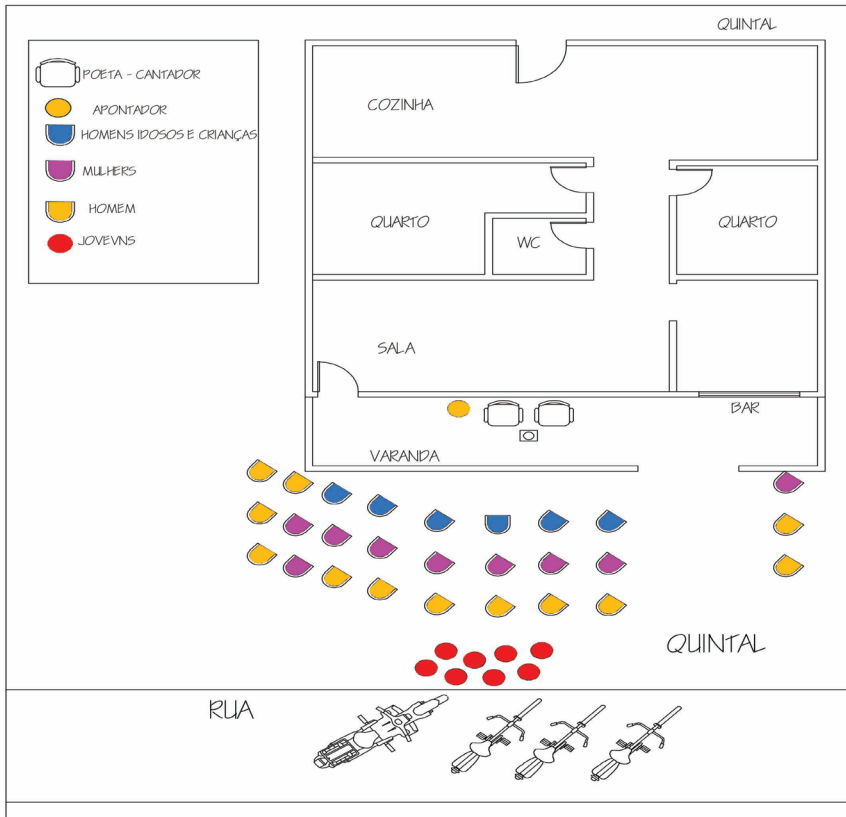 QUINTAL
POETA - CANTADOR
APONTADOR
HOMENS IDOSOS E CRIANÇAS
MULHERS
HOMEM
JOVEVNS
COZINHA
QUARTO
WC
QUARTO
SALA
BAR
VARANDA
QUINTAL
RUA